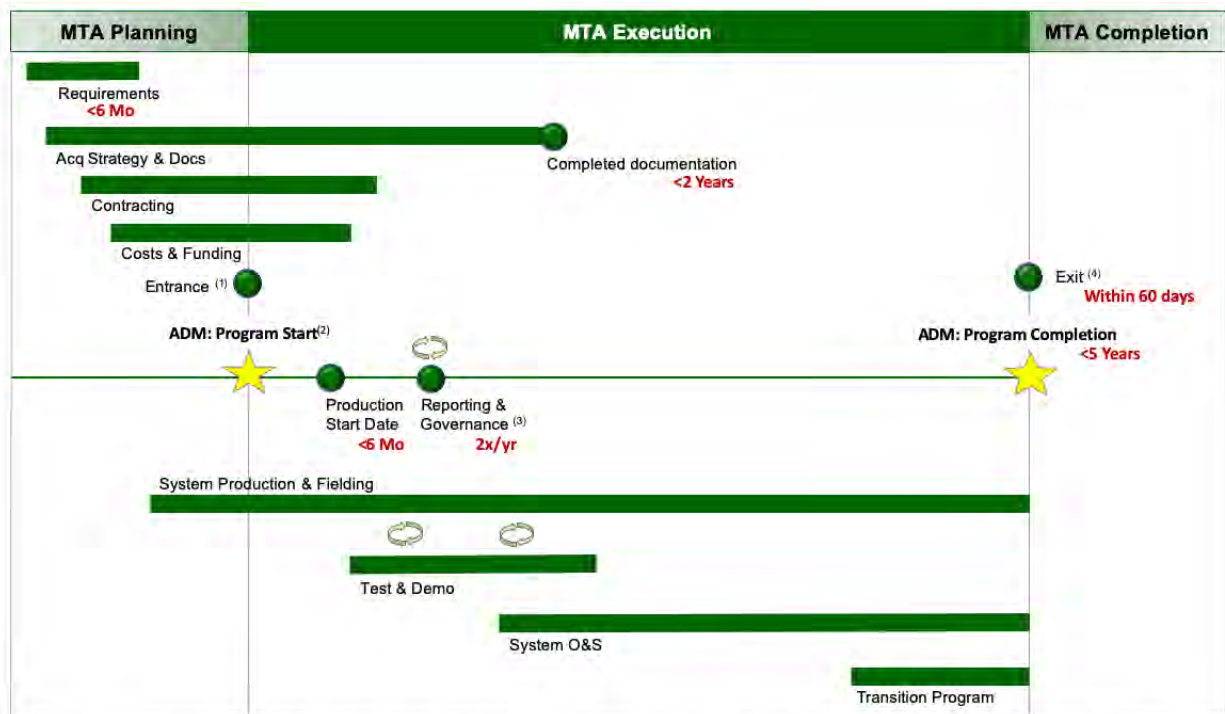 MTA Planning
MTA Execution
MTA Completion
Requirements
<6 Mo
Acq Strategy & Docs
Completed documentation
<2 Years
Contracting
Costs & Funding
Entrance (1)
Exit (4)
Within 60 days
ADM: Program Start(2)
ADM: Program Completion
<5 Years
Production
Start Date
<6 Mo
Reporting &
Governance (3)
2x/yr
System Production & Fielding
Test & Demo
System O&S
Transition Program